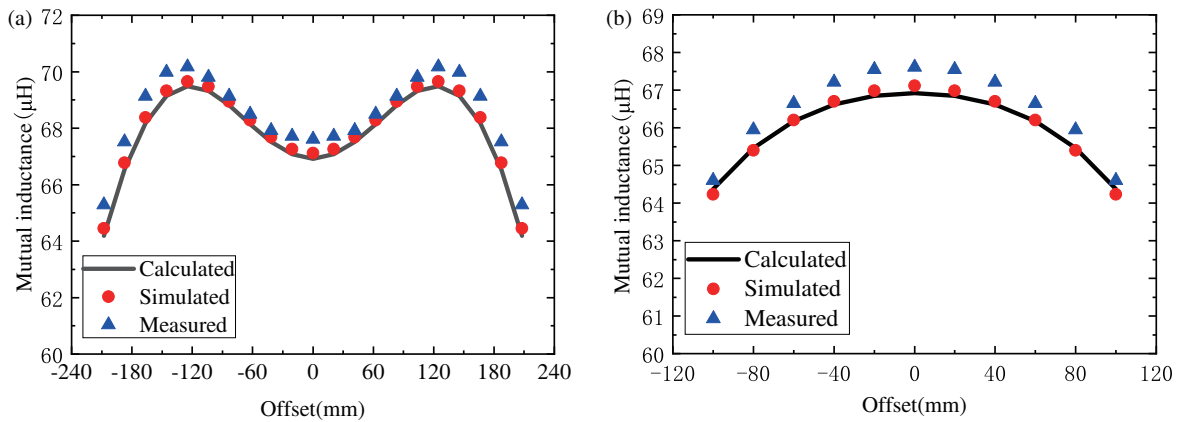 (a)
72
70
68
66
64
62
60
Mutual inductance(μH)
Calculated
Simulated
Measured
-240 -180 -120 -60 0 60 120 180 240
Offset(mm)
(b)
69
68
67
66
65
64
63
62
61
60
Mutual inductance(μH)
Calculated
Simulated
Measured
−120 −80 −40 0 40 80 120
Offset(mm)